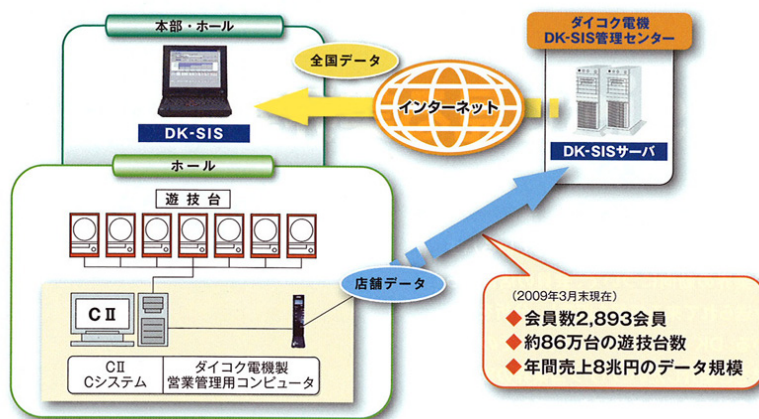 本部・ホール
DK-SIS
全国データ
インターネット
ダイコク電機
DK-SIS管理センター
DK-SISサーバ
ホール
遊技台
店舗データ
CⅡ
CⅡ
Cシステム
ダイコク電機製
営業管理用コンピュータ
(2009年3月末現在)
◆会員数2,893会員
◆約86万台の遊技台数
◆年間売上8兆円のデータ規模